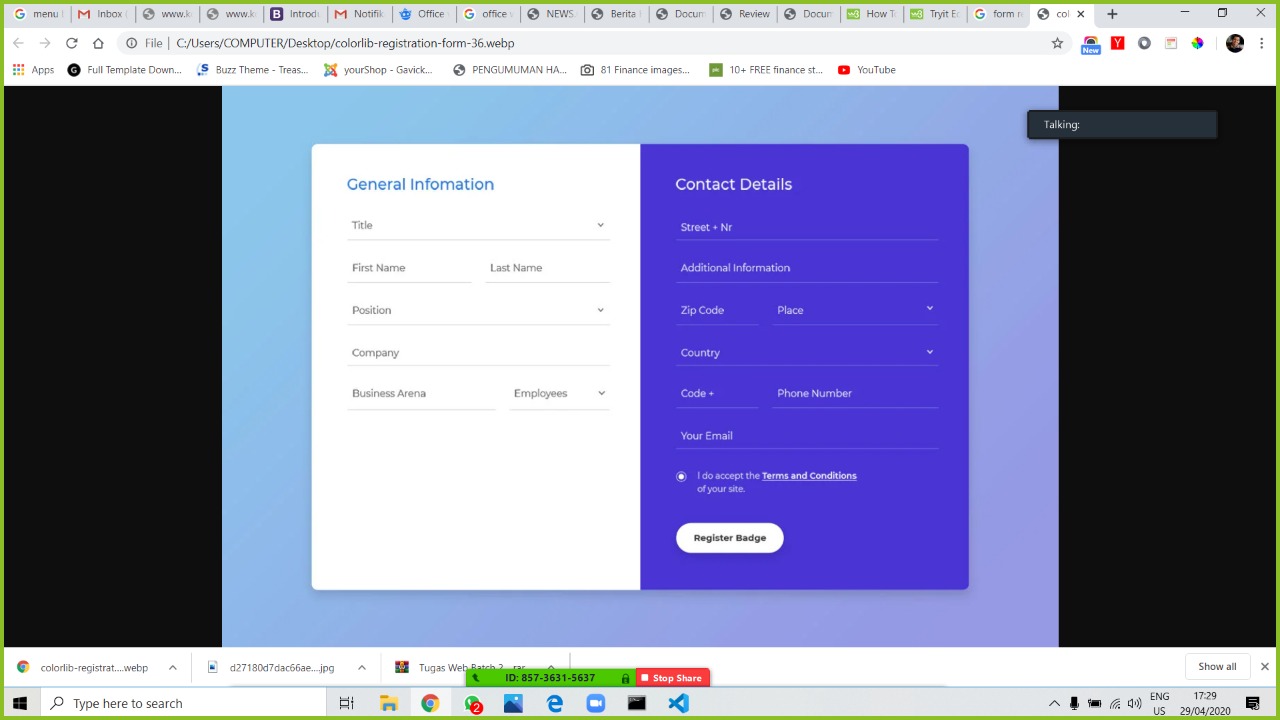 menu
Inbox
www.k
www.k
Introdu
Notifik
Office
office w
NEWS
Berita
Docum
Review
Docum
How T
Tryit Ec
form re
col
File | C:/Users/COMPUTER/Desktop/colorlib-registration-form-36.webp
New
Apps
Full Template Down...
Buzz Theme - Treas...
yourShop - Gavick...
PENGUMUMAN HA...
81 Finance images...
10+ FREE finance st...
YouTube
Talking:
General Infomation
Title
First Name Last Name
Position
Company
Business Arena Employees
Contact Details
Street + Nr
Additional Information
Zip Code Place
Country
Code + Phone Number
Your Email
I do accept the Terms and Conditions
of your site.
Register Badge
colorlib-registrat....webp
d27180d7dac66ae....jpg
Tugas Web Batch 2....rar
Show all
ID: 857-3631-5637
Stop Share
Type here to search
2
ENG
US
17:29
29/04/2020